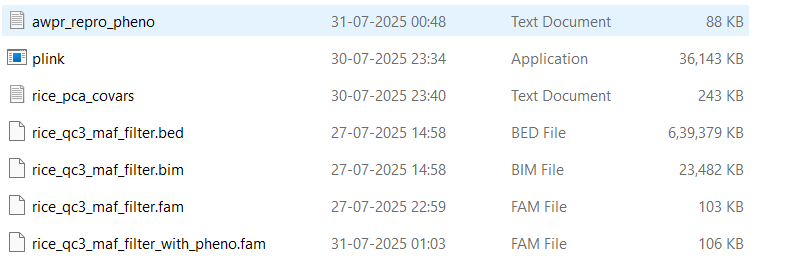 awpr_repro_pheno 31-07-2025 00:48 Text Document 88 KB
plink 30-07-2025 23:34 Application 36,143 KB
rice_pca_covars 30-07-2025 23:40 Text Document 243 KB
rice_qc3_maf_filter.bed 27-07-2025 14:58 BED File 6,39,379 KB
rice_qc3_maf_filter.bim 27-07-2025 14:58 BIM File 23,482 KB
rice_qc3_maf_filter.fam 27-07-2025 22:59 FAM File 103 KB
rice_qc3_maf_filter_with_pheno.fam 31-07-2025 01:03 FAM File 106 KB